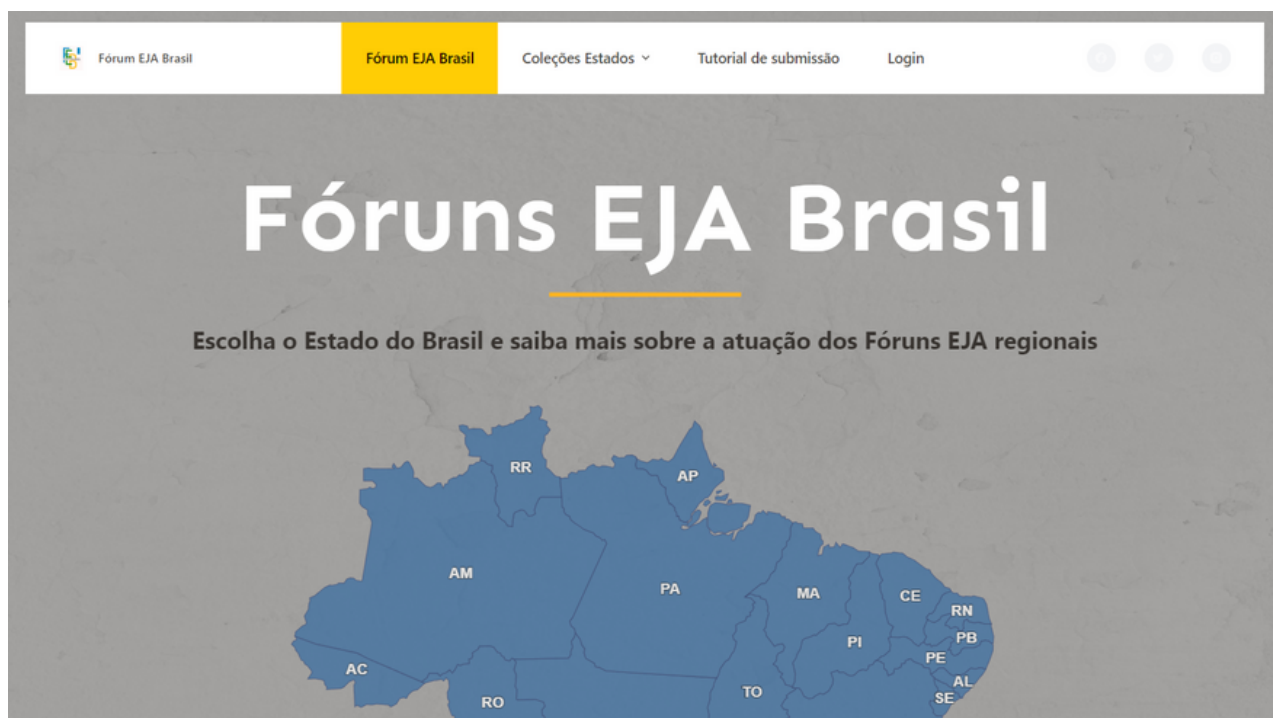 Fórum EJA Brasil
Fórum EJA Brasil
Coleções Estados
Tutorial de submissão
Login
Fóruns EJA Brasil
Escolha o Estado do Brasil e saiba mais sobre a atuação dos Fóruns EJA regionais
RR
AP
AM
PA
MA
CE
RN
PI
PB
PE
AC
AL
TO
SE
RO